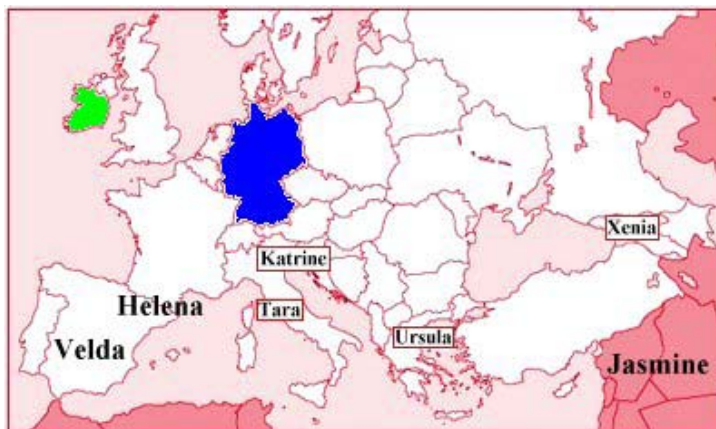 Xenia
Katrine
Helena
Tara
Velda
Ursula
Jasmine